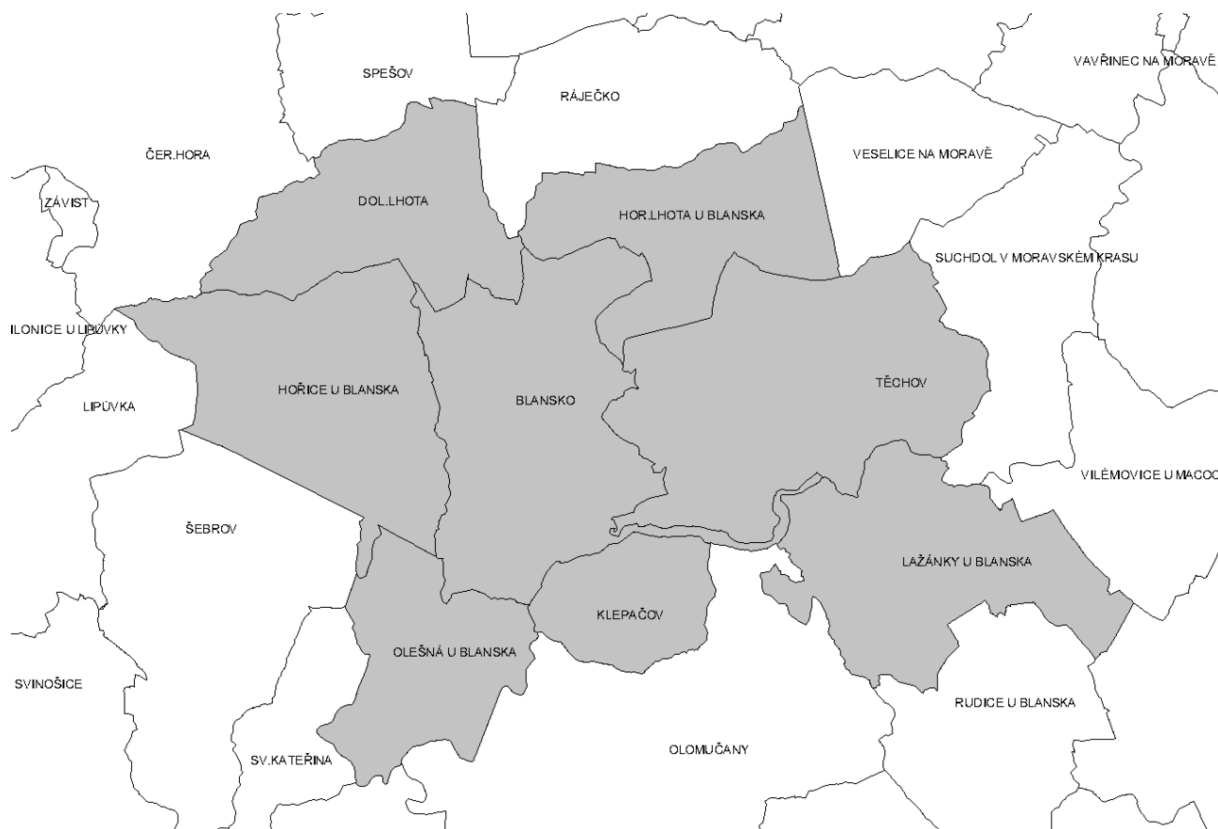 VAVŘINEC NA MORAVĚ
SPEŠOV
RÁJEČKO
ČER.HORA
VESELICE NA MORAVĚ
ZÁVIST
DOL.LHOTA
HOR.LHOTA U BLANSKA
SUCHDOL V MORAVSKÉM KRASU
ILONICE U LIPŮVKY
HOŘICE U BLANSKA
TĚCHOV
BLANSKO
LIPŮVKA
VILÉMOVICE U MACOC
ŠEBROV
LAŽÁNKY U BLANSKA
KLEPAČOV
OLEŠNÁ U BLANSKA
SVINOŠICE
RUDICE U BLANSKA
OLOMUČANY
SV.KATEŘINA